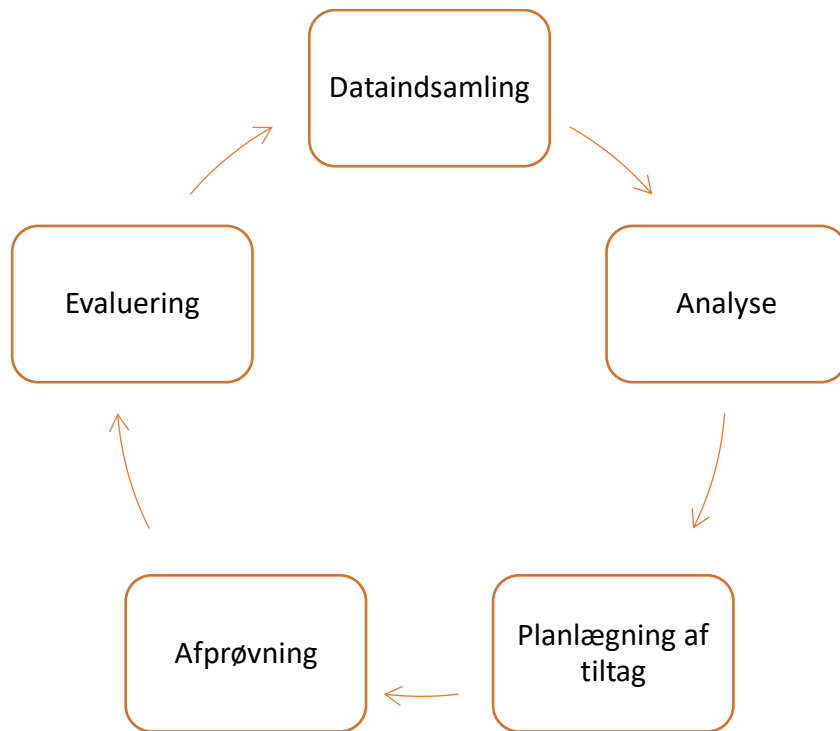 Dataindsamling
Analyse
Planlægning af
tiltag
Afprøvning
Evaluering